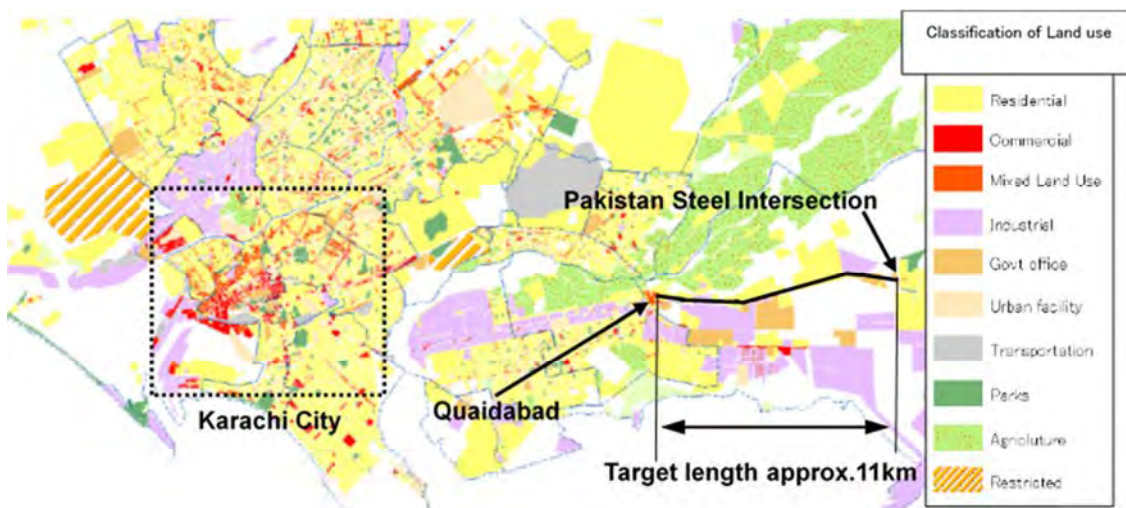 Classification of Land use
Residential
Commercial
Mixed Land Use
Industrial
Govt office
Urban facility
Transportation
Parks
Agrioluture
Restricted
Pakistan Steel Intersection
Karachi City
Quaidabad
Target length approx.11km